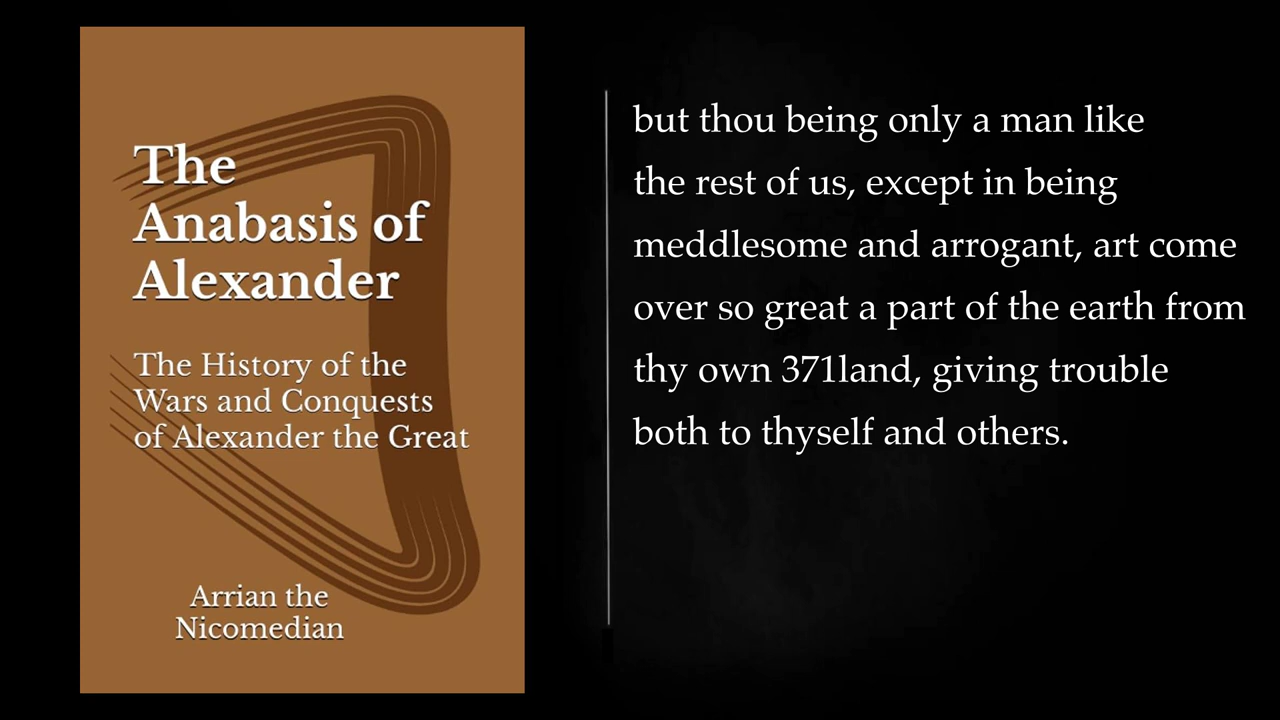 The
Anabasis of
Alexander
The History of the
Wars and Conquests
of Alexander the Great
Arrian the
Nicomedian
but thou being only a man like
the rest of us, except in being
meddlesome and arrogant, art come
over so great a part of the earth from
thy own 371land, giving trouble
both to thyself and others.